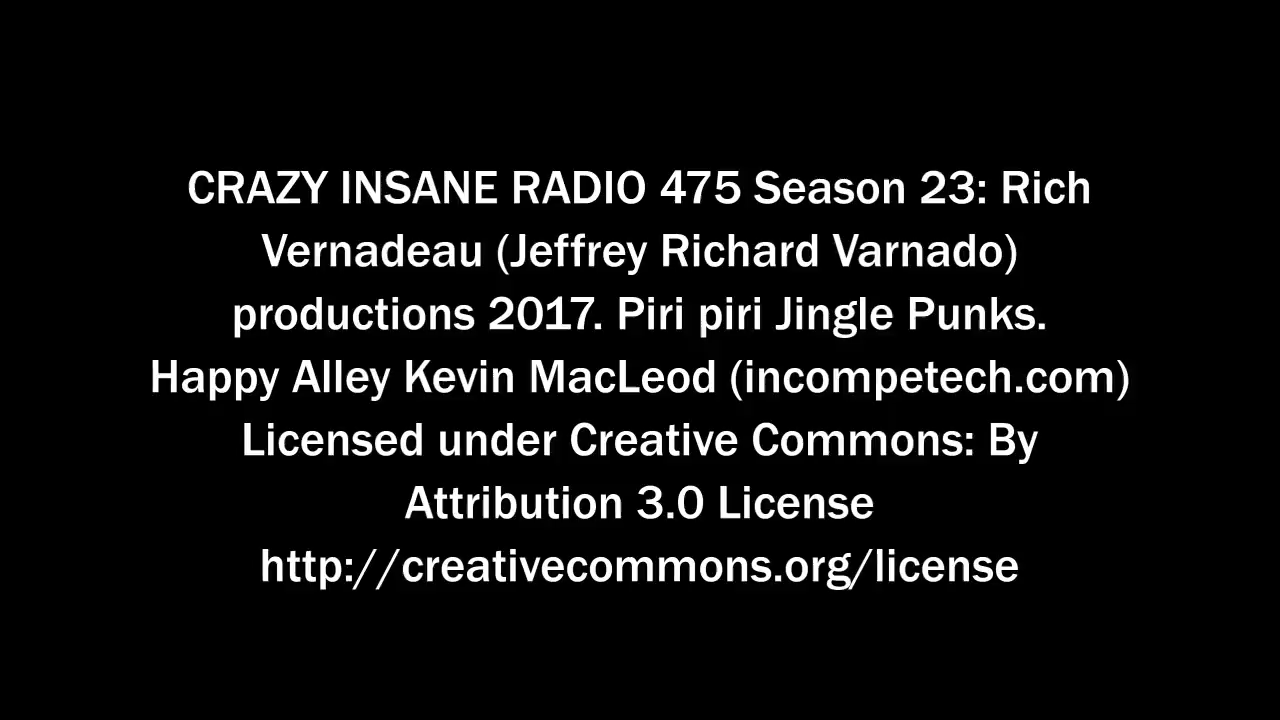 CRAZY INSANE RADIO 475 Season 23: Rich
Vernadeau (Jeffrey Richard Varnado)
productions 2017. Piri piri Jingle Punks.
Happy Alley Kevin MacLeod (incompetech.com)
Licensed under Creative Commons: By
Attribution 3.0 License
http://creativecommons.org/license